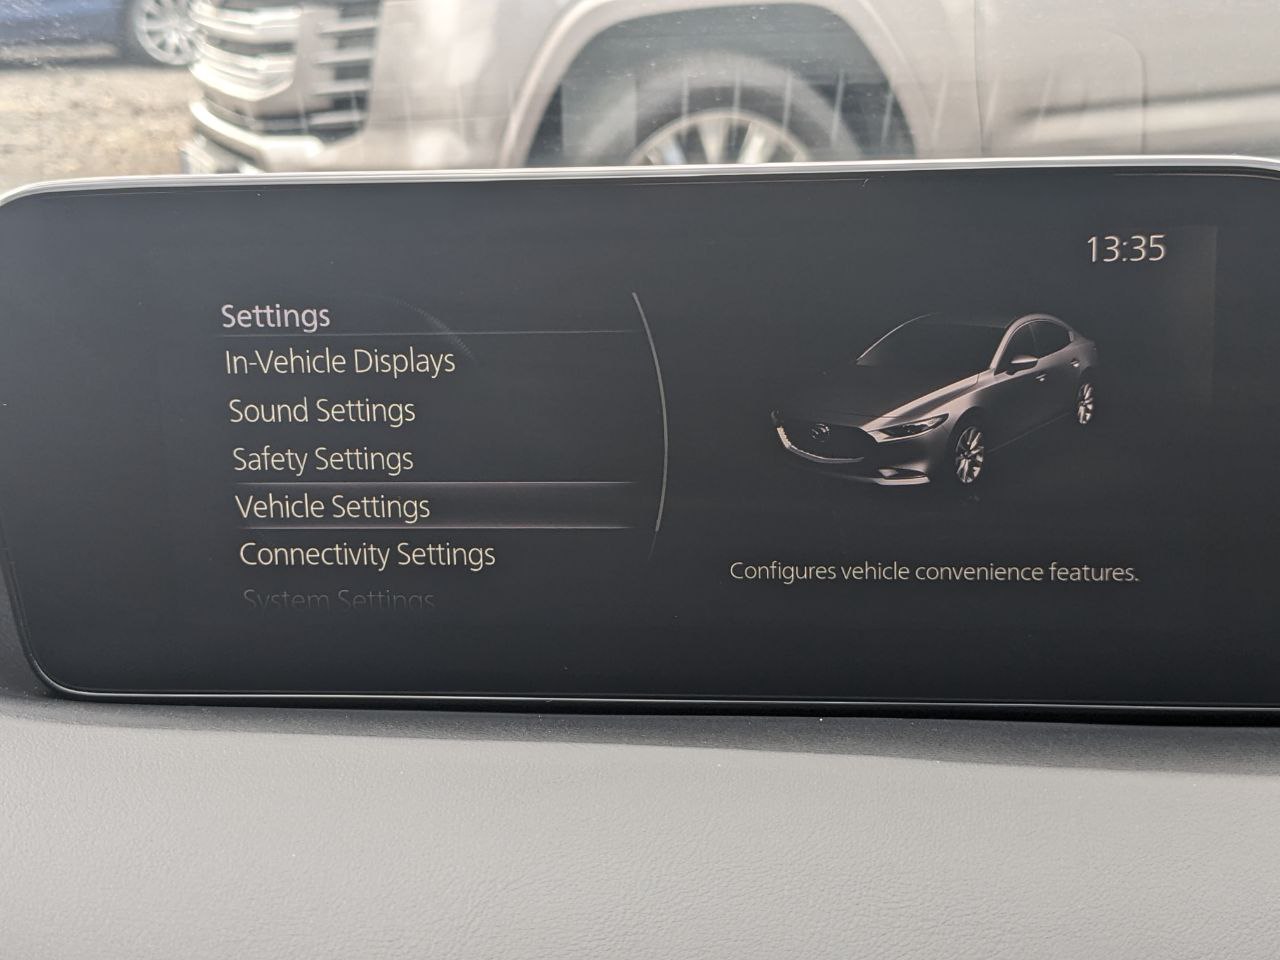 13:35
Settings
In-Vehicle Displays
Sound Settings
Safety Settings
Vehicle Settings
Connectivity Settings
System Settings
Configures vehicle convenience features.